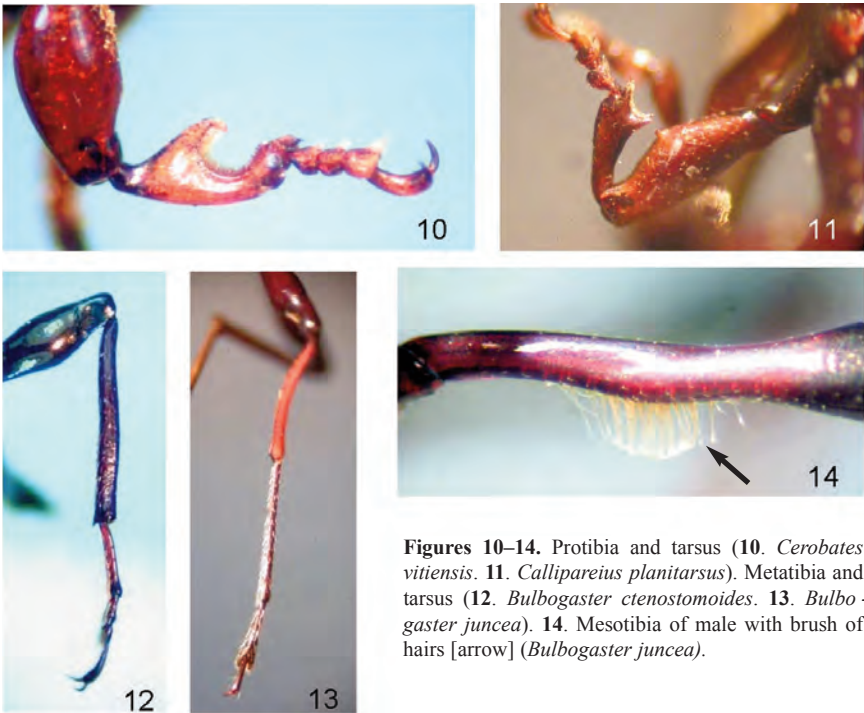 10
11
12
13
14
Figures 10–14. Protibia and tarsus (10. Cerobates
vitiensis. 11. Callipareius planitarsus). Metatibia and
tarsus (12. Bulbogaster ctenostomoides. 13. Bulbo -
gaster juncea). 14. Mesotibia of male with brush of
hairs [arrow] (Bulbogaster juncea).